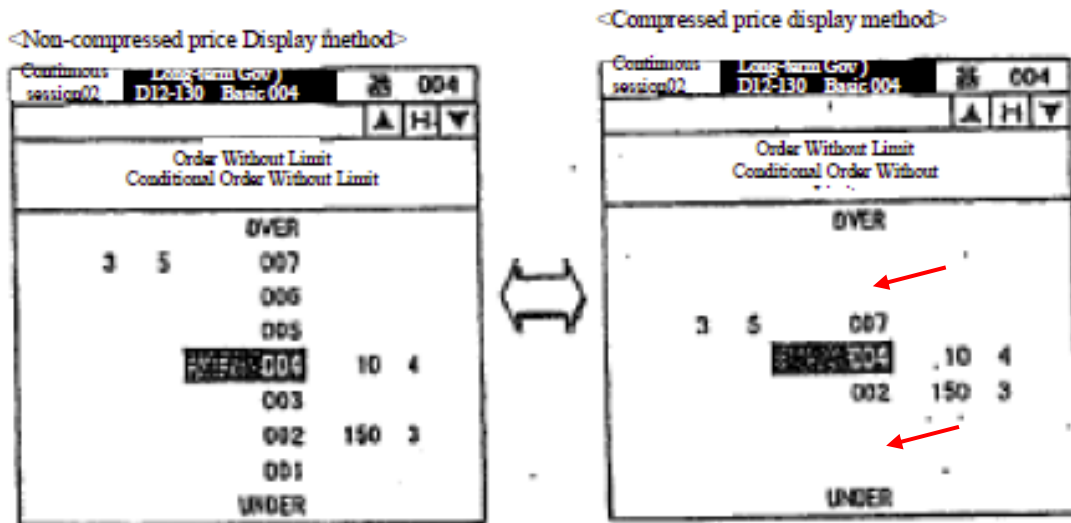 <Non-compressed price Display method>
Continuous session02
Long-term Gov )
D12-130 Basic 004
004
▲ H ▼
Order Without Limit
Conditional Order Without Limit
OVER
3 5 007
006
005
004 10 4
003
002 150 3
001
UNDER
<Compressed price display method>
Continuous session02
Long-term Gov )
D12-130 Basic 004
004
▲ H ▼
Order Without Limit
Conditional Order Without
OVER
3 5 007
004 10 4
002 150 3
UNDER